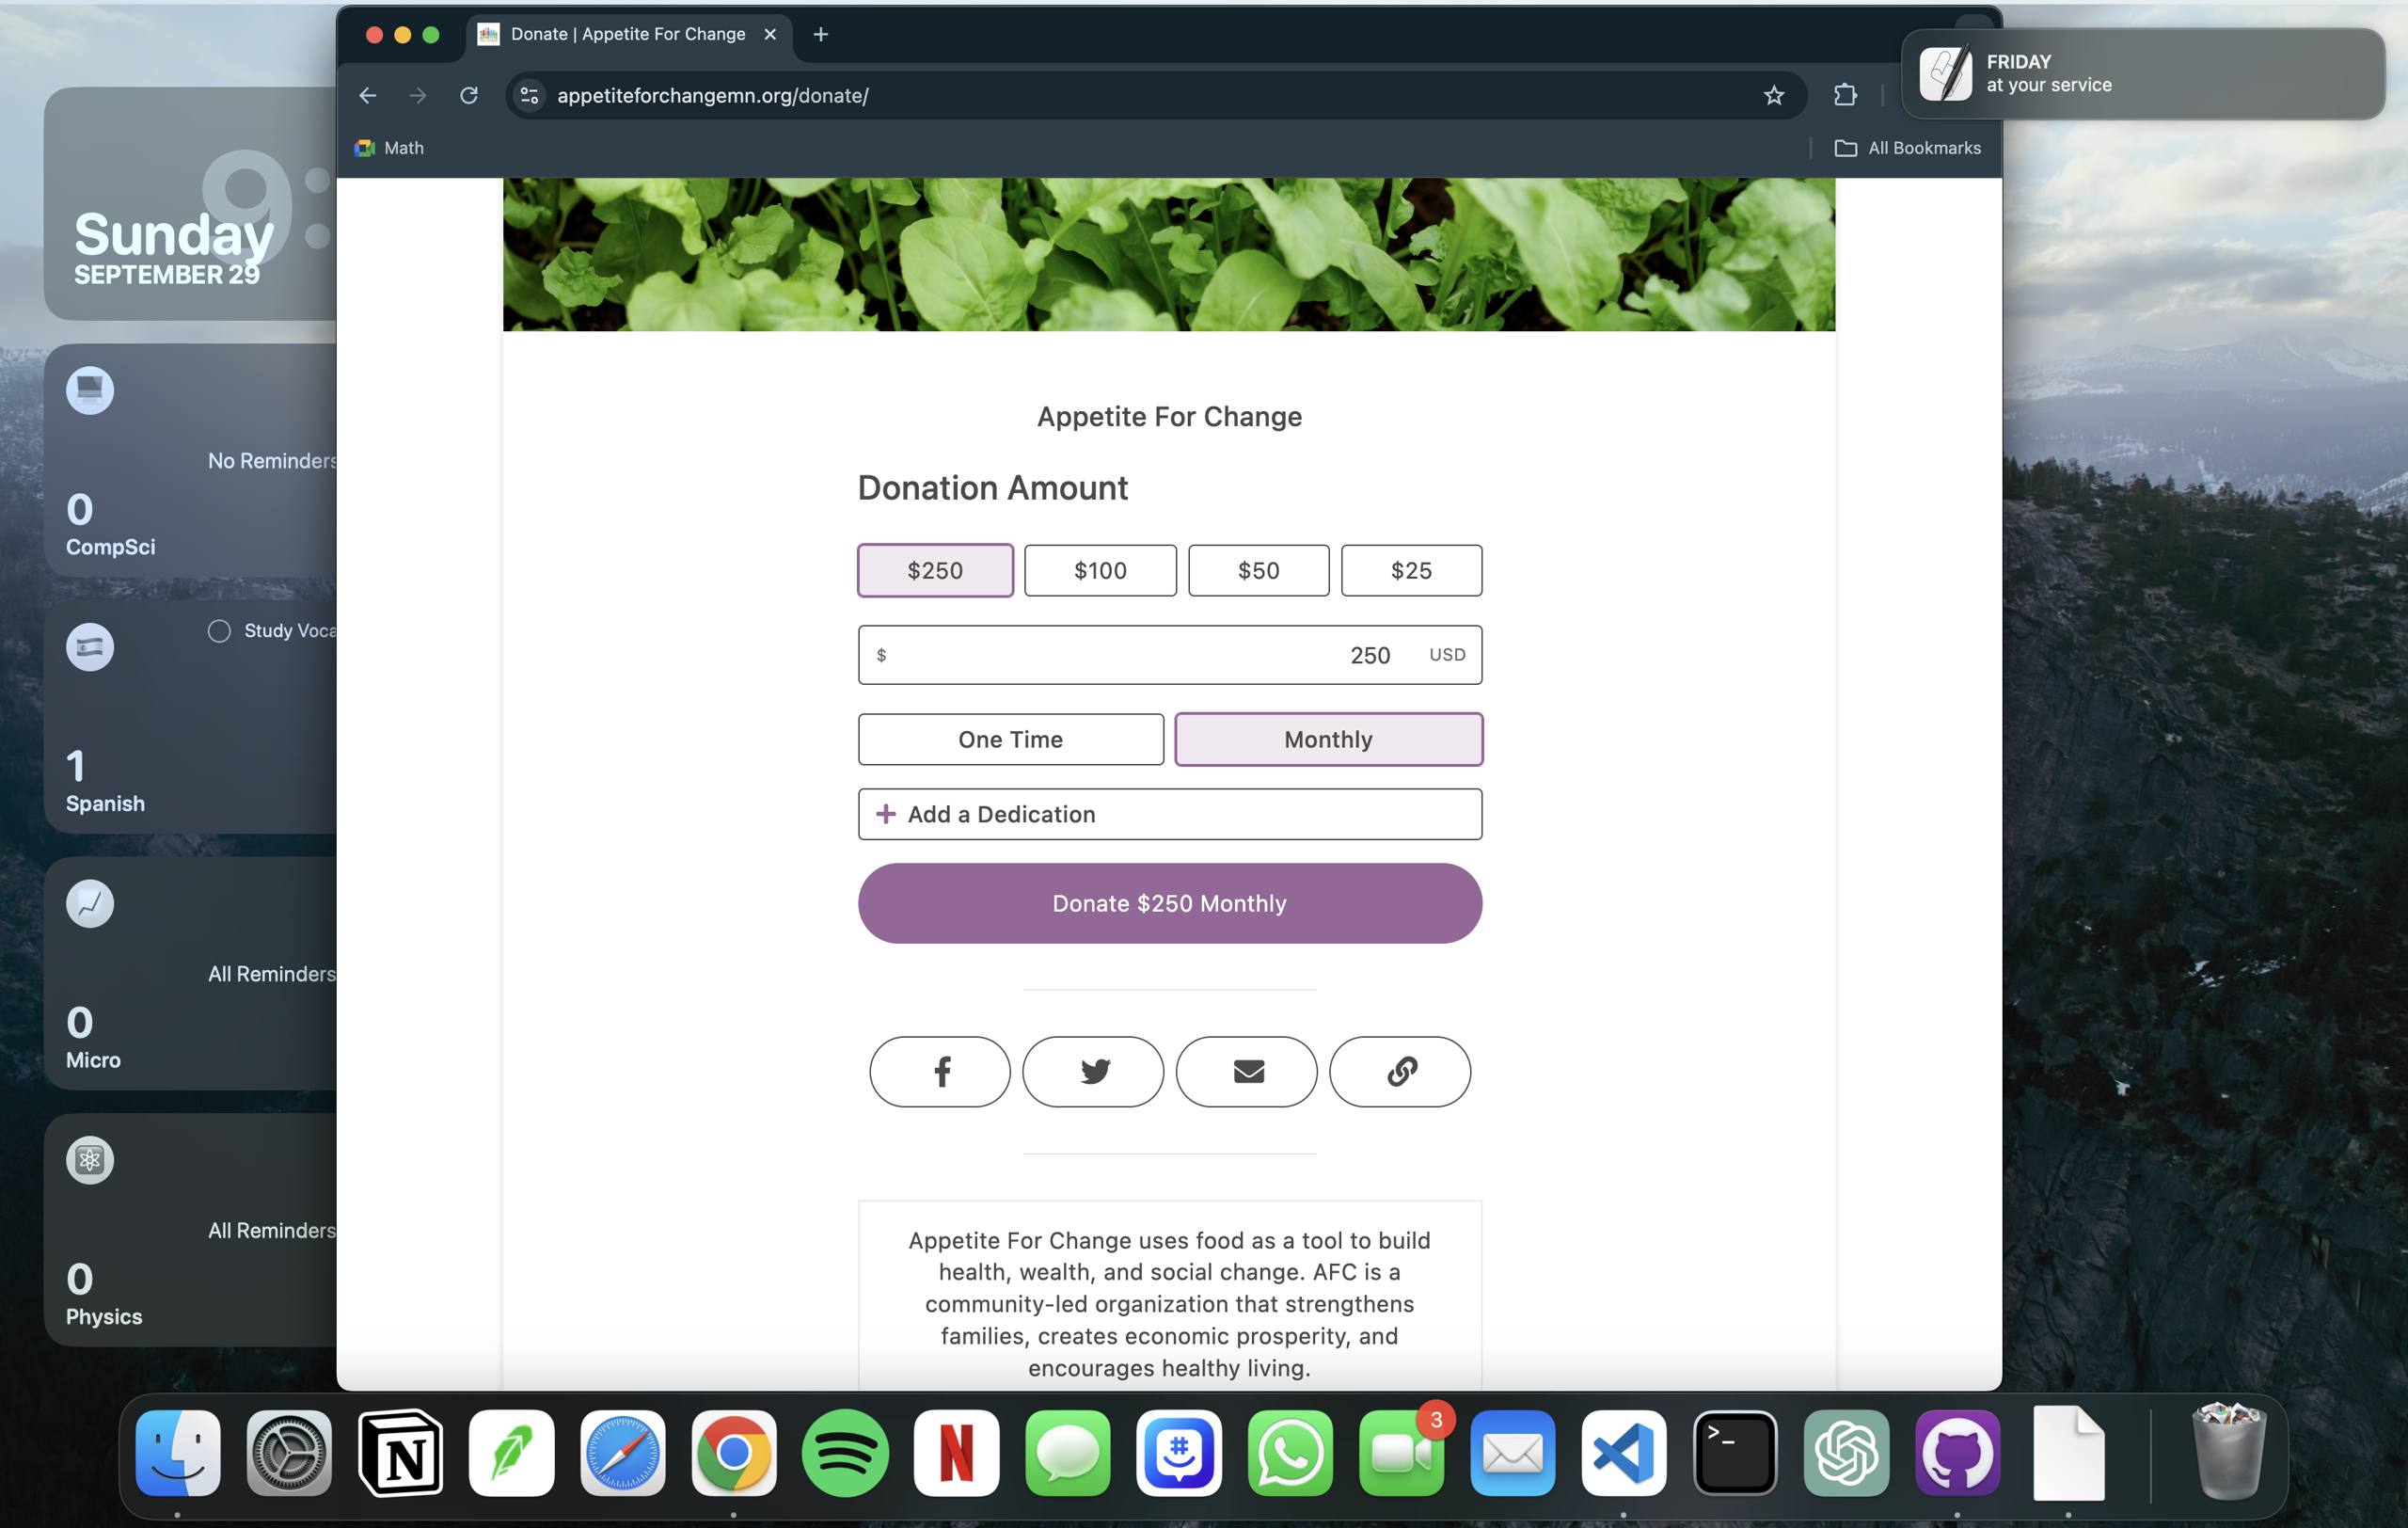 Donate | Appetite For Change
FRIDAY
at your service
appetiteforchangemn.org/donate/
Math
All Bookmarks
9:
Sunday
SEPTEMBER 29
No Reminders
0
CompSci
Study Voca
1
Spanish
All Reminders
0
Micro
All Reminders
0
Physics
Appetite For Change
Donation Amount
$250 $100 $50 $25
$ 250 USD
One Time Monthly
+ Add a Dedication
Donate $250 Monthly
Appetite For Change uses food as a tool to build
health, wealth, and social change. AFC is a
community-led organization that strengthens
families, creates economic prosperity, and
encourages healthy living.
N
N
#
3
>_